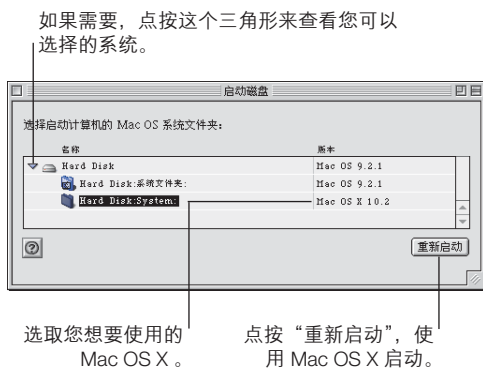 如果需要，点按这个三角形来查看您可以
选择的系统。
启动磁盘
选择启动计算机的 Mac OS 系统文件夹：
名称 版本
Hard Disk Mac OS 9.2.1
Hard Disk:系统文件夹: Mac OS 9.2.1
Hard Disk:System: Mac OS X 10.2
?
重新启动
选取您想要使用的
Mac OS X 。
点按“重新启动”，使
用 Mac OS X 启动。